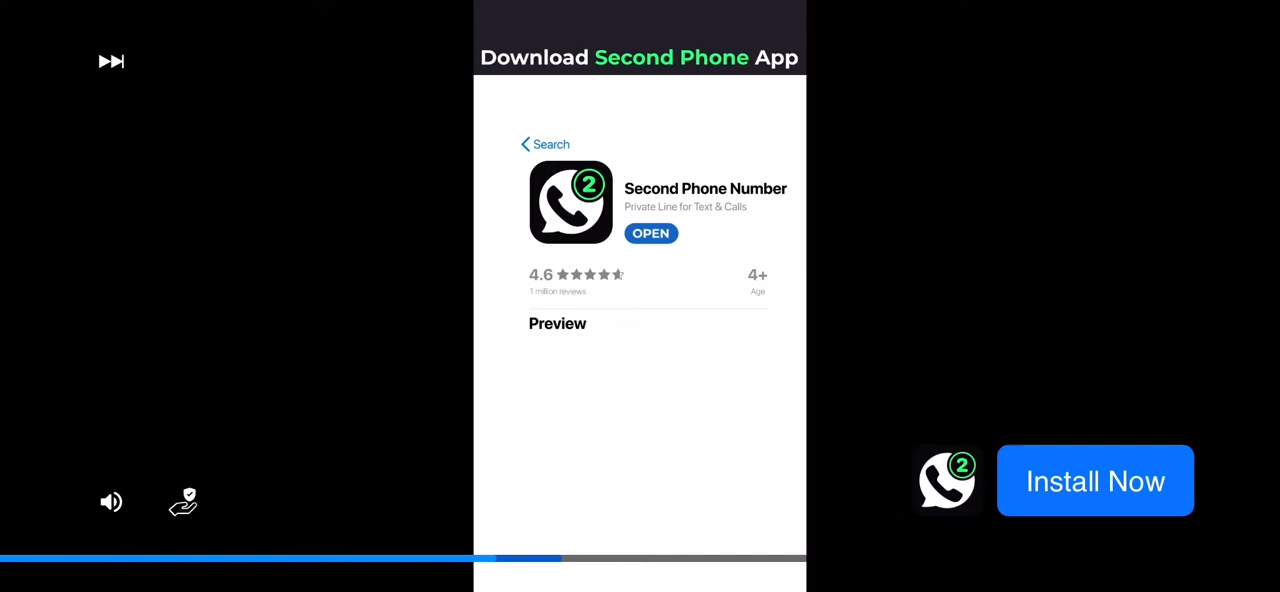 Download Second Phone App
Search
2
Second Phone Number
Private Line for Text & Calls
OPEN
4.6
4+
1 million reviews
Age
Preview
2
Install Now